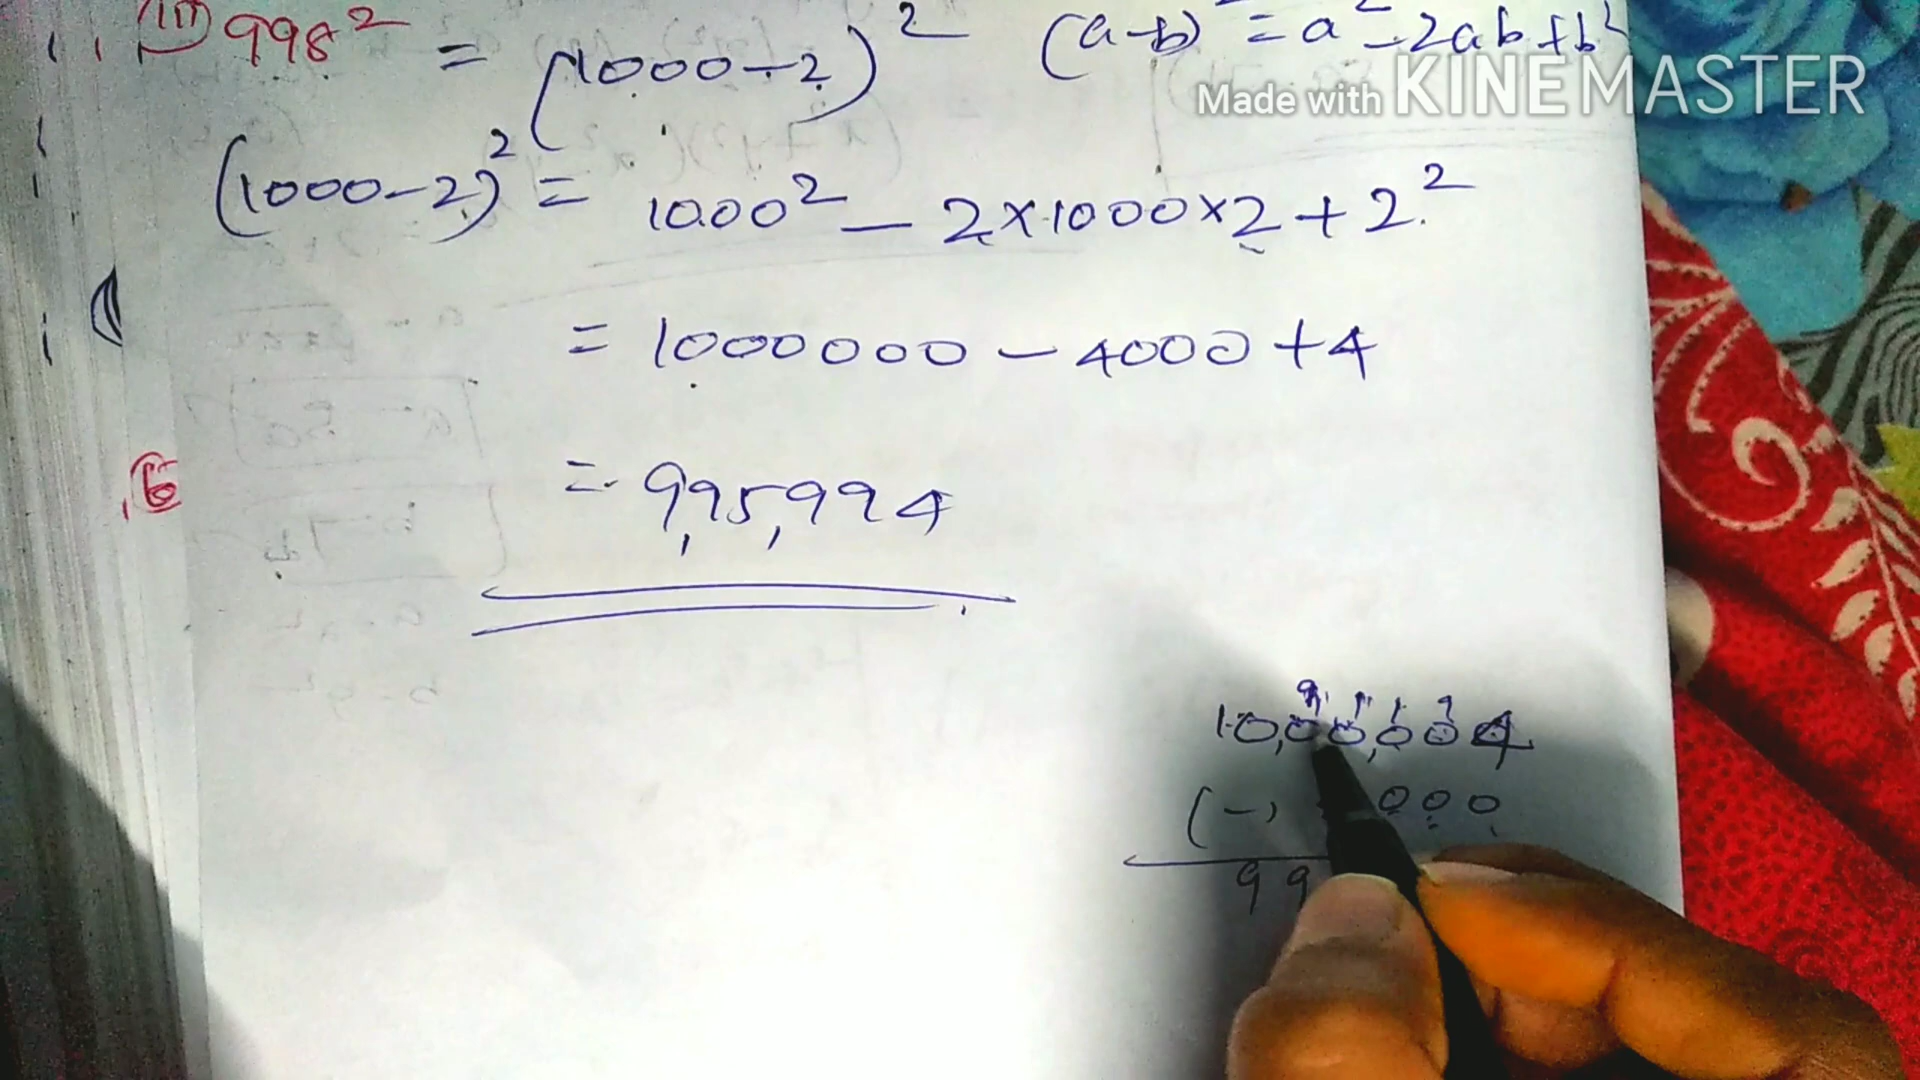 (iii) 998² = (1000-2)² (a-b)² = a²-2ab+b²
Made with KINEMASTER
(1000-2)² = 1000² - 2×1000×2+2²
= 1000000 - 4000+4
6
= 9,95,994
10,00,004
(-) 000
99